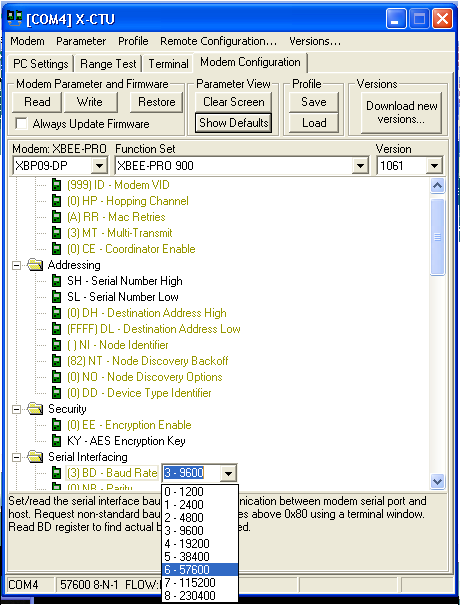 [COM4] X-CTU
Modem Parameter Profile Remote Configuration... Versions...
PC Settings Range Test Terminal Modem Configuration
Modem Parameter and Firmware Parameter View Profile Versions
Read Write Restore Clear Screen Save Download new versions...
Always Update Firmware Show Defaults Load
Modem: XBEE-PRO Function Set Version
XBP09-DP XBEE-PRO 900 1061
(999) ID - Modem VID
(0) HP - Hopping Channel
(A) RR - Mac Retries
(3) MT - Multi-Transmit
(0) CE - Coordinator Enable
Addressing
SH - Serial Number High
SL - Serial Number Low
(0) DH - Destination Address High
(FFFF) DL - Destination Address Low
( ) NI - Node Identifier
(82) NT - Node Discovery Backoff
(0) NO - Node Discovery Options
(0) DD - Device Type Identifier
Security
(0) EE - Encryption Enable
KY - AES Encryption Key
Serial Interfacing
(3) BD - Baud Rate 3 - 9600
(0) NB - Parity
0 - 1200
1 - 2400
2 - 4800
3 - 9600
4 - 19200
5 - 38400
6 - 57600
7 - 115200
8 - 230400
Set/read the serial interface bau nication between modem serial port and
host. Request non-standard bau es above 0x80 using a terminal window.
Read BD register to find actual b ed.
COM4 57600 8-N-1 FLOW: